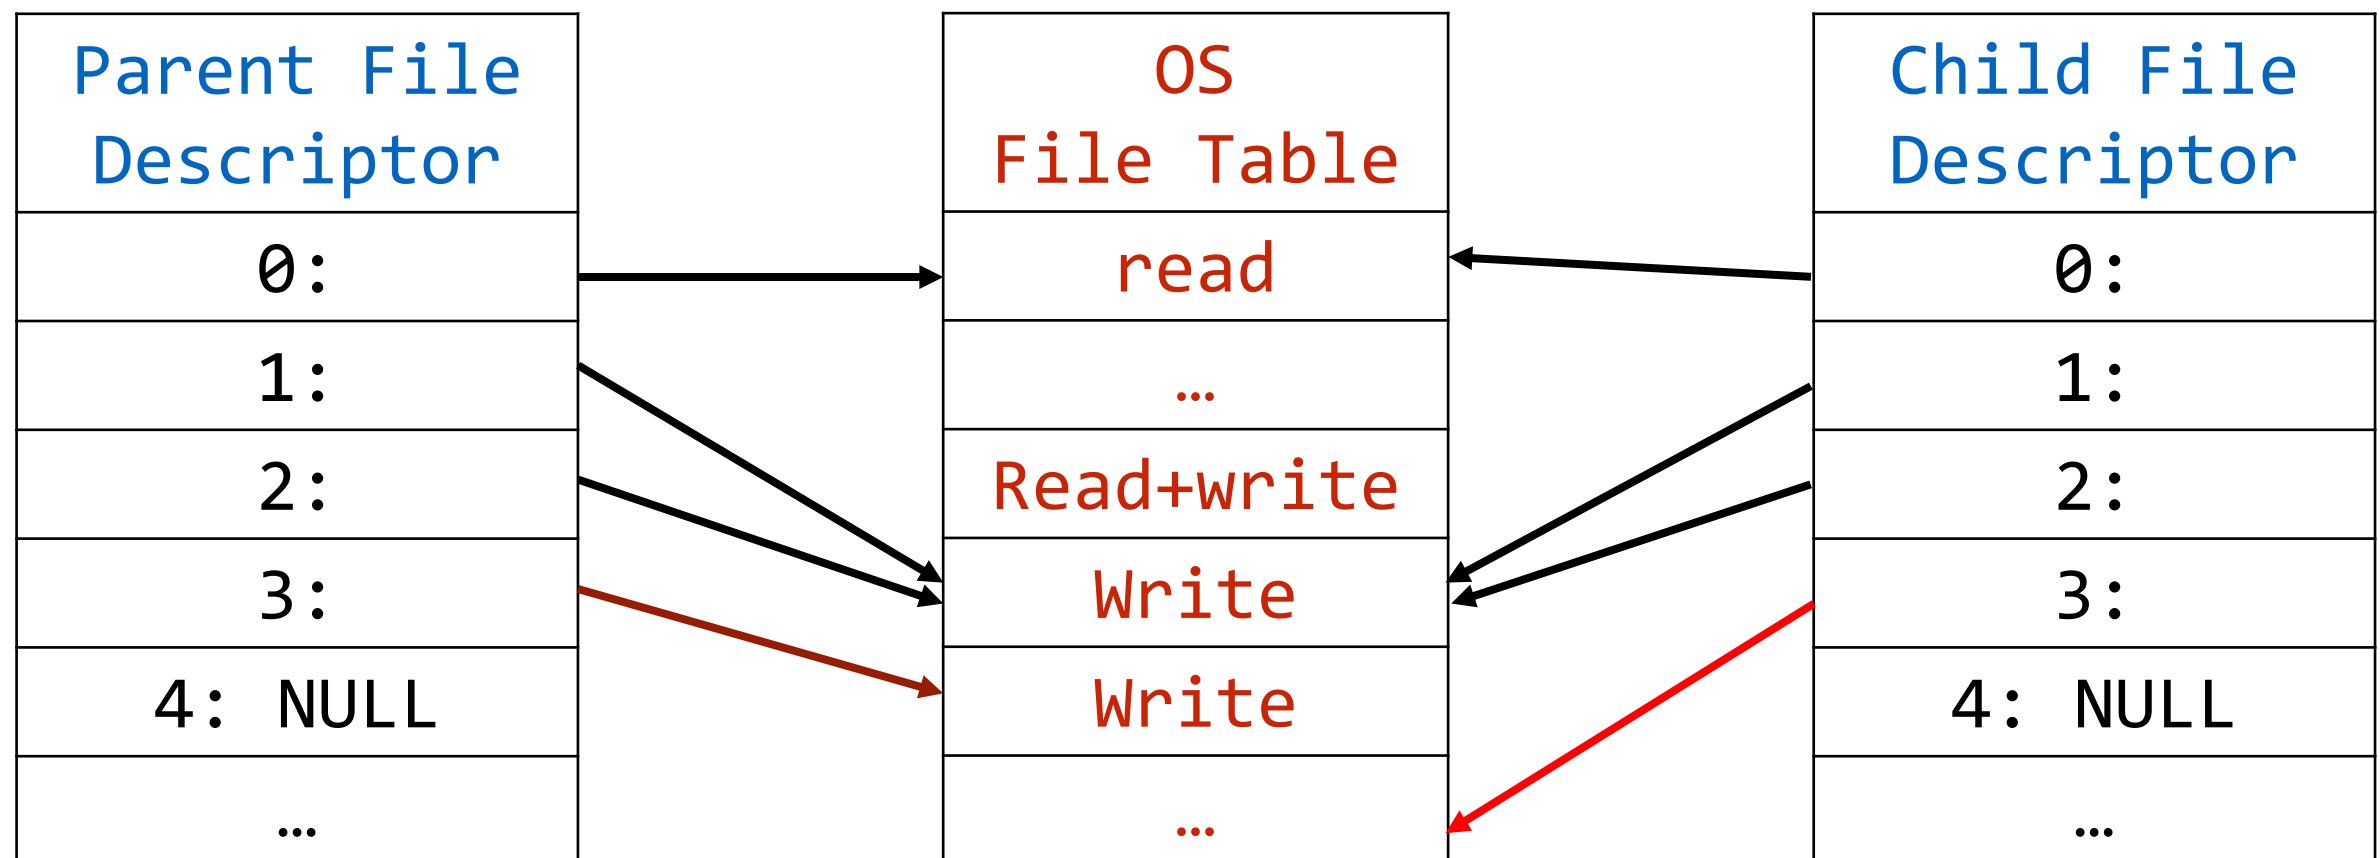 Parent File
Descriptor
0:
1:
2:
3:
4: NULL
…
OS
File Table
read
…
Read+write
Write
Write
…
Child File
Descriptor
0:
1:
2:
3:
4: NULL
…